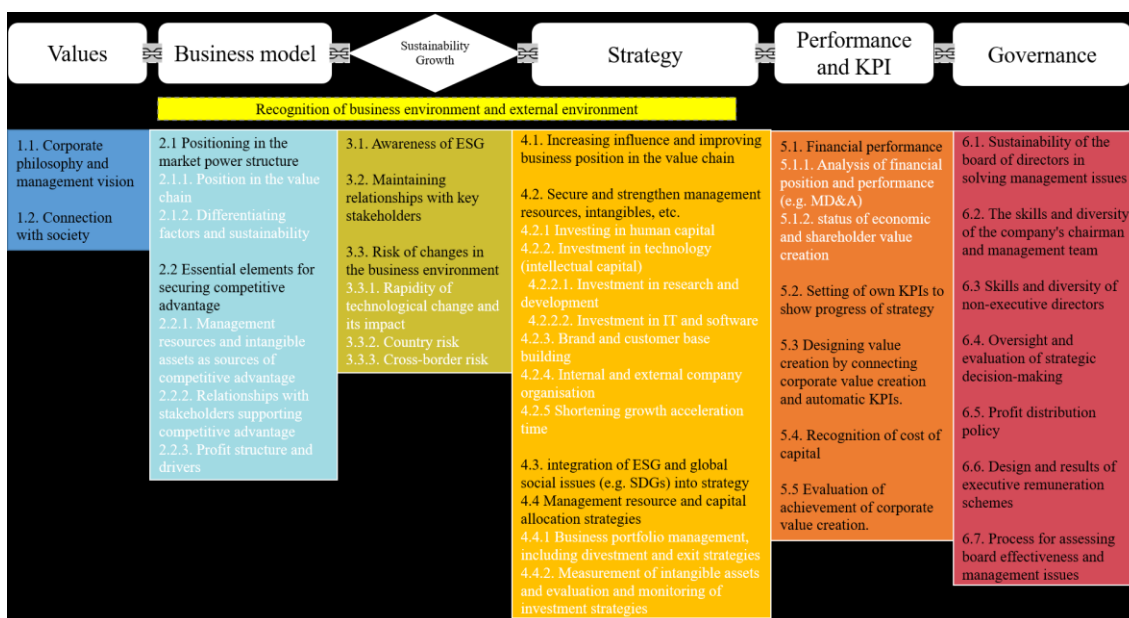 Values
Business model
Sustainability
Growth
Strategy
Performance
and KPI
Governance
Recognition of business environment and external environment
1.1. Corporate
philosophy and
management vision
1.2. Connection
with society
2.1 Positioning in the
market power structure
2.1.1. Position in the value
chain
2.1.2. Differentiating
factors and sustainability
2.2 Essential elements for
securing competitive
advantage
2.2.1. Management
resources and intangible
assets as sources of
competitive advantage
2.2.2. Relationships with
stakeholders supporting
competitive advantage
2.2.3. Profit structure and
drivers
3.1. Awareness of ESG
3.2. Maintaining
relationships with key
stakeholders
3.3. Risk of changes in
the business environment
3.3.1. Rapidity of
technological change and
its impact
3.3.2. Country risk
3.3.3. Cross-border risk
4.1. Increasing influence and improving
business position in the value chain
4.2. Secure and strengthen management
resources, intangibles, etc.
4.2.1 Investing in human capital
4.2.2. Investment in technology
(intellectual capital)
4.2.2.1. Investment in research and
development
4.2.2.2. Investment in IT and software
4.2.3. Brand and customer base
building
4.2.4. Internal and external company
organisation
4.2.5 Shortening growth acceleration
time
4.3. integration of ESG and global
social issues (e.g. SDGs) into strategy
4.4 Management resource and capital
allocation strategies
4.4.1 Business portfolio management,
including divestment and exit strategies
4.4.2. Measurement of intangible assets
and evaluation and monitoring of
investment strategies
5.1. Financial performance
5.1.1. Analysis of financial
position and performance
(e.g. MD&A)
5.1.2. status of economic
and shareholder value
creation
5.2. Setting of own KPIs to
show progress of strategy
5.3 Designing value
creation by connecting
corporate value creation
and automatic KPIs.
5.4. Recognition of cost of
capital
5.5 Evaluation of
achievement of corporate
value creation.
6.1. Sustainability of the
board of directors in
solving management issues
6.2. The skills and diversity
of the company's chairman
and management team
6.3 Skills and diversity of
non-executive directors
6.4. Oversight and
evaluation of strategic
decision-making
6.5. Profit distribution
policy
6.6. Design and results of
executive remuneration
schemes
6.7. Process for assessing
board effectiveness and
management issues